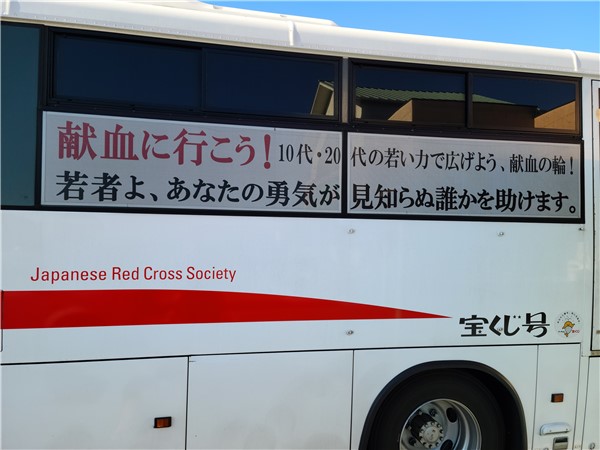 献血に行こう！10代・20代の若い力で広げよう、献血の輪！
若者よ、あなたの勇気が見知らぬ誰かを助けます。
Japanese Red Cross Society
宝くじ号